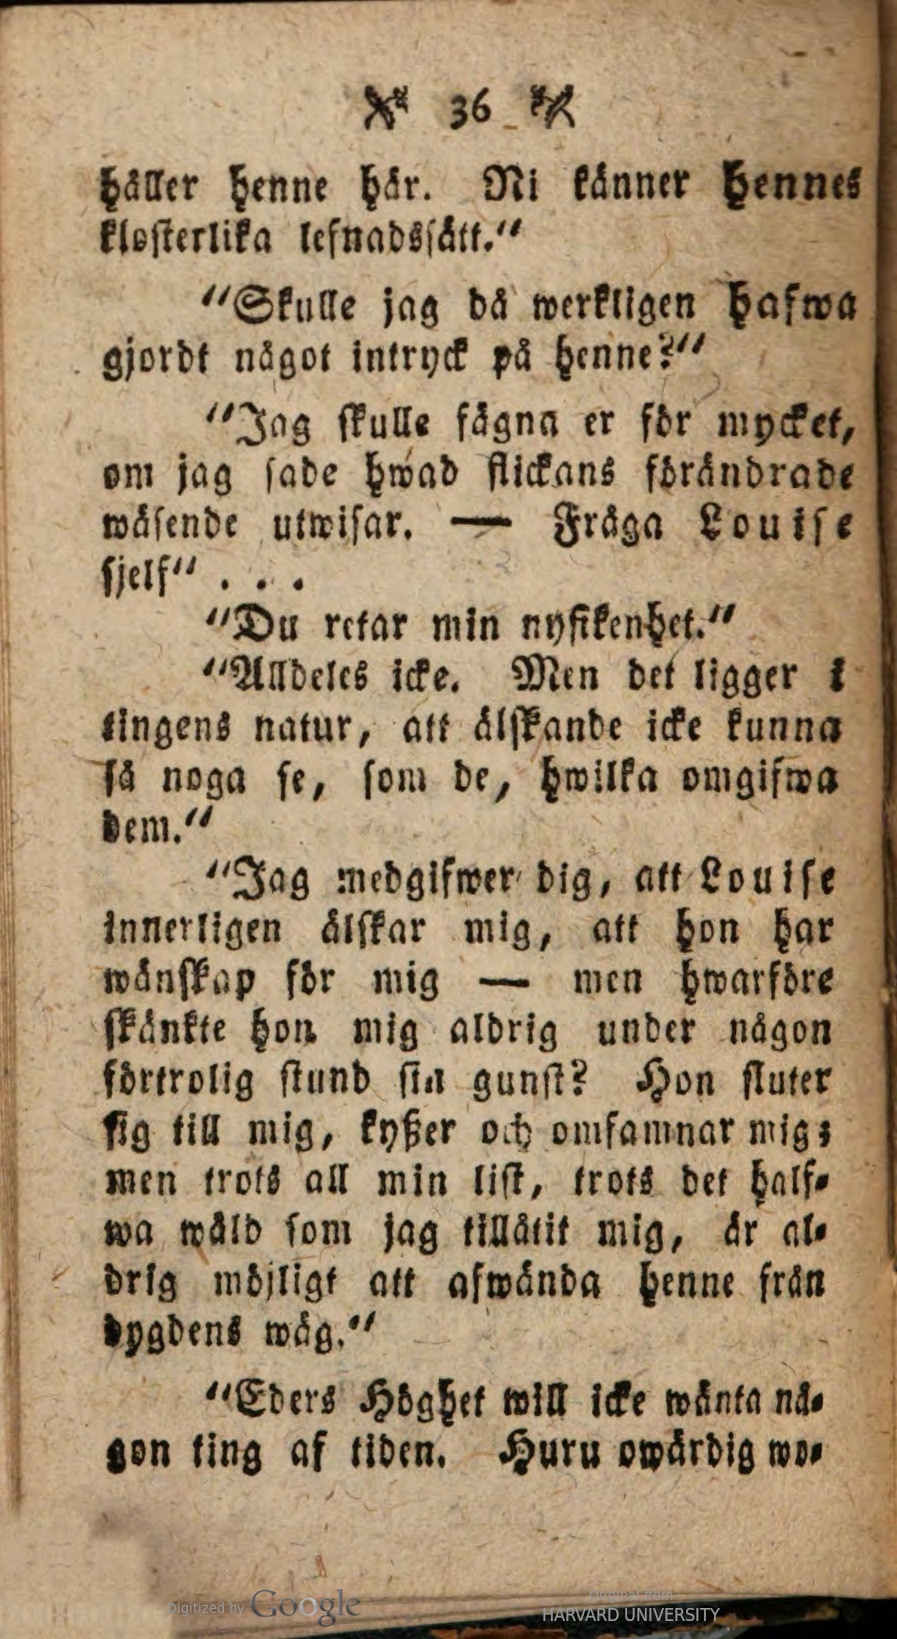 36
håller henne här. Ni känner hennes
klosterlika lefnadssätt."
"Skulle jag då werkligen hafwa
gjordt något intryck på henne?"
"Jag skulle fägna er för mycket,
om jag sade hwad flickans förändrade
wäsende utwisar. — Fråga Louise
sjelf" . . .
"Du retar min nyfikenhet."
"Alldeles icke. Men det ligger i
tingens natur, att älskande icke kunna
så noga se, som de, hwilka omgifwa
dem."
"Jag medgifwer dig, att Louise
innerligen älskar mig, att hon har
wänskap för mig — men hwarföre
skänkte hon mig aldrig under någon
förtrolig stund sin gunst? Hon sluter
sig till mig, kyßer och omfamnar mig;
men trots all min list, trots det half-
wa wåld som jag tillåtit mig, är al-
drig möjligt att afwända henne från
dygdens wäg."
"Eders Höghet will icke wänta nå-
gon ting af tiden. Huru owärdig wo-
Digitized by Google
Original from
HARVARD UNIVERSITY